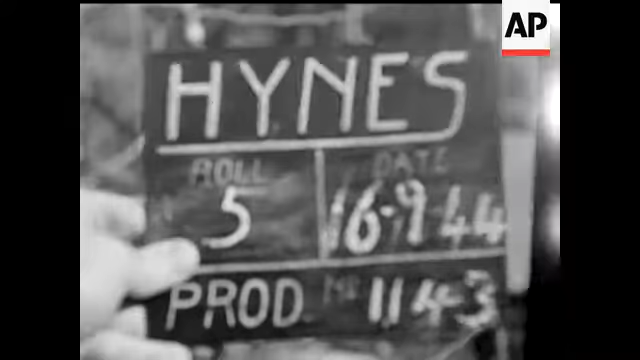 AP
HYNES
ROLL DATE
5 16-9-44
PROD Nº 1143